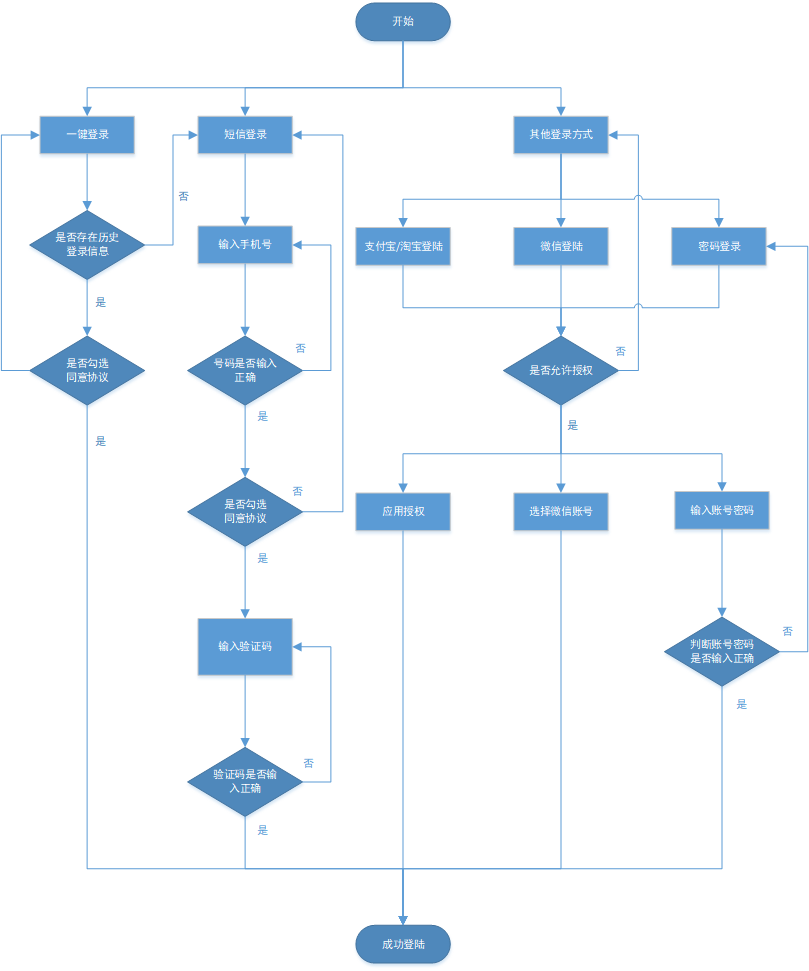 开始
一键登录
短信登录
其他登录方式
否
是否存在历史
登录信息
输入手机号
支付宝/淘宝登陆
微信登陆
密码登录
是
是否勾选
同意协议
号码是否输入
正确
否
是否允许授权
否
是
是
是
是否勾选
同意协议
否
应用授权
选择微信账号
输入账号密码
是
输入验证码
判断账号密码
是否输入正确
否
是
验证码是否输
入正确
否
是
成功登陆